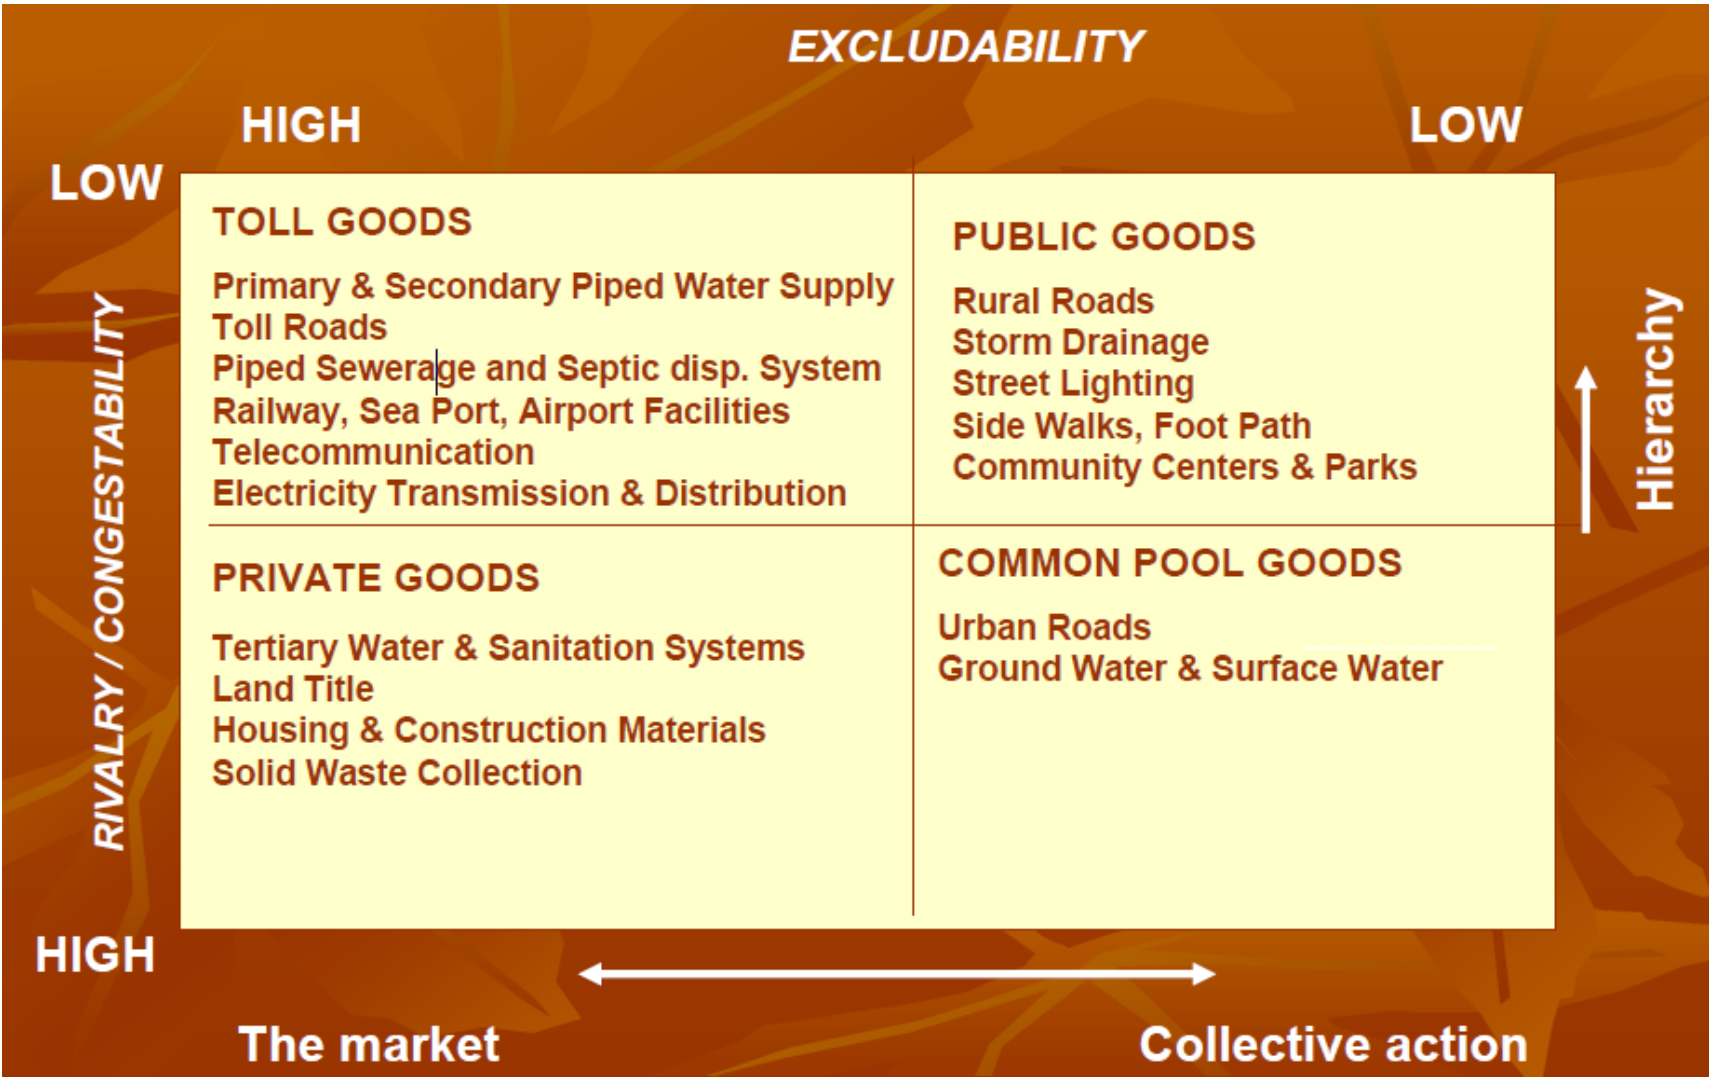 EXCLUDABILITY
HIGH
LOW
LOW
TOLL GOODS
Primary & Secondary Piped Water Supply
Toll Roads
Piped Sewerage and Septic disp. System
Railway, Sea Port, Airport Facilities
Telecommunication
Electricity Transmission & Distribution
PUBLIC GOODS
Rural Roads
Storm Drainage
Street Lighting
Side Walks, Foot Path
Community Centers & Parks
RIVALRY / CONGESTABILITY
Hierarchy
PRIVATE GOODS
Tertiary Water & Sanitation Systems
Land Title
Housing & Construction Materials
Solid Waste Collection
COMMON POOL GOODS
Urban Roads
Ground Water & Surface Water
HIGH
The market
Collective action